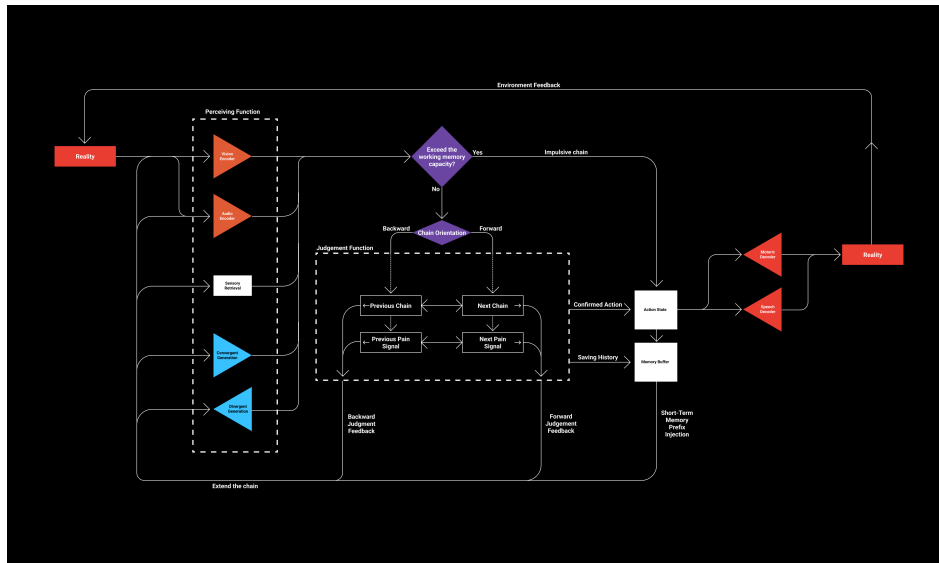 Environment Feedback
Perceiving Function
Reality
Vision
Encoder
Exceed the
working memory
capacity?
Yes
Impulsive chain
No
Audio
Encoder
Backward
Chain Orientation
Forward
Judgement Function
Motoric
Decoder
Reality
Sensory
Retrieval
Previous Chain
Next Chain
Confirmed Action
Action State
Speech
Decoder
Previous Pain
Signal
Next Pain
Signal
Convergent
Generation
Saving History
Memory Buffer
Divergent
Generation
Backward
Judgment
Feedback
Forward
Judgement
Feedback
Short-Term
Memory
Prefix
Injection
Extend the chain